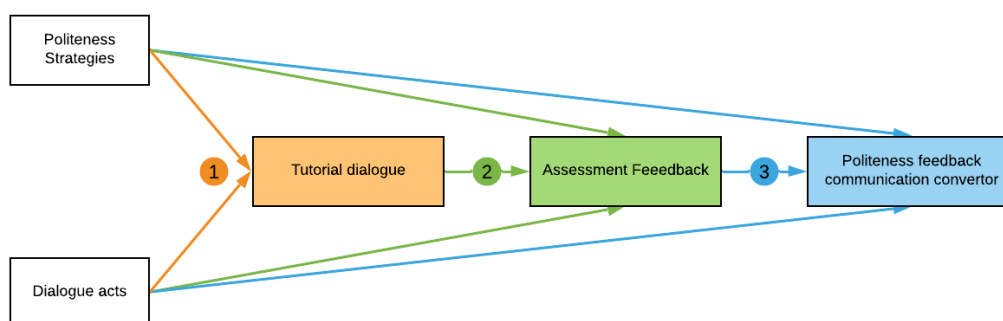 Politeness
Strategies
1
Tutorial dialogue
2
Assessment Feeedback
3
Politeness feedback
communication convertor
Dialogue acts